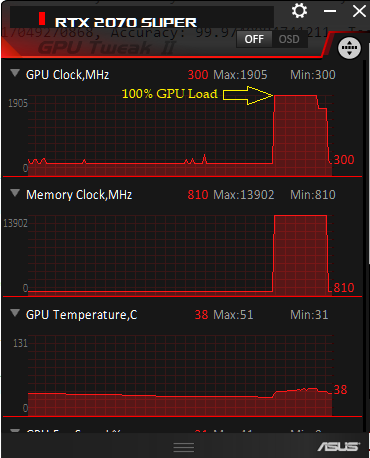 RTX 2070 SUPER
OFF OSD
GPU Tweak II
GPU Clock,MHz 300 Max:1905 Min:300
1905
100% GPU Load
0
300
Memory Clock,MHz 810 Max:13902 Min:810
13902
0
810
GPU Temperature,C 38 Max:51 Min:31
131
0
38
ASUS